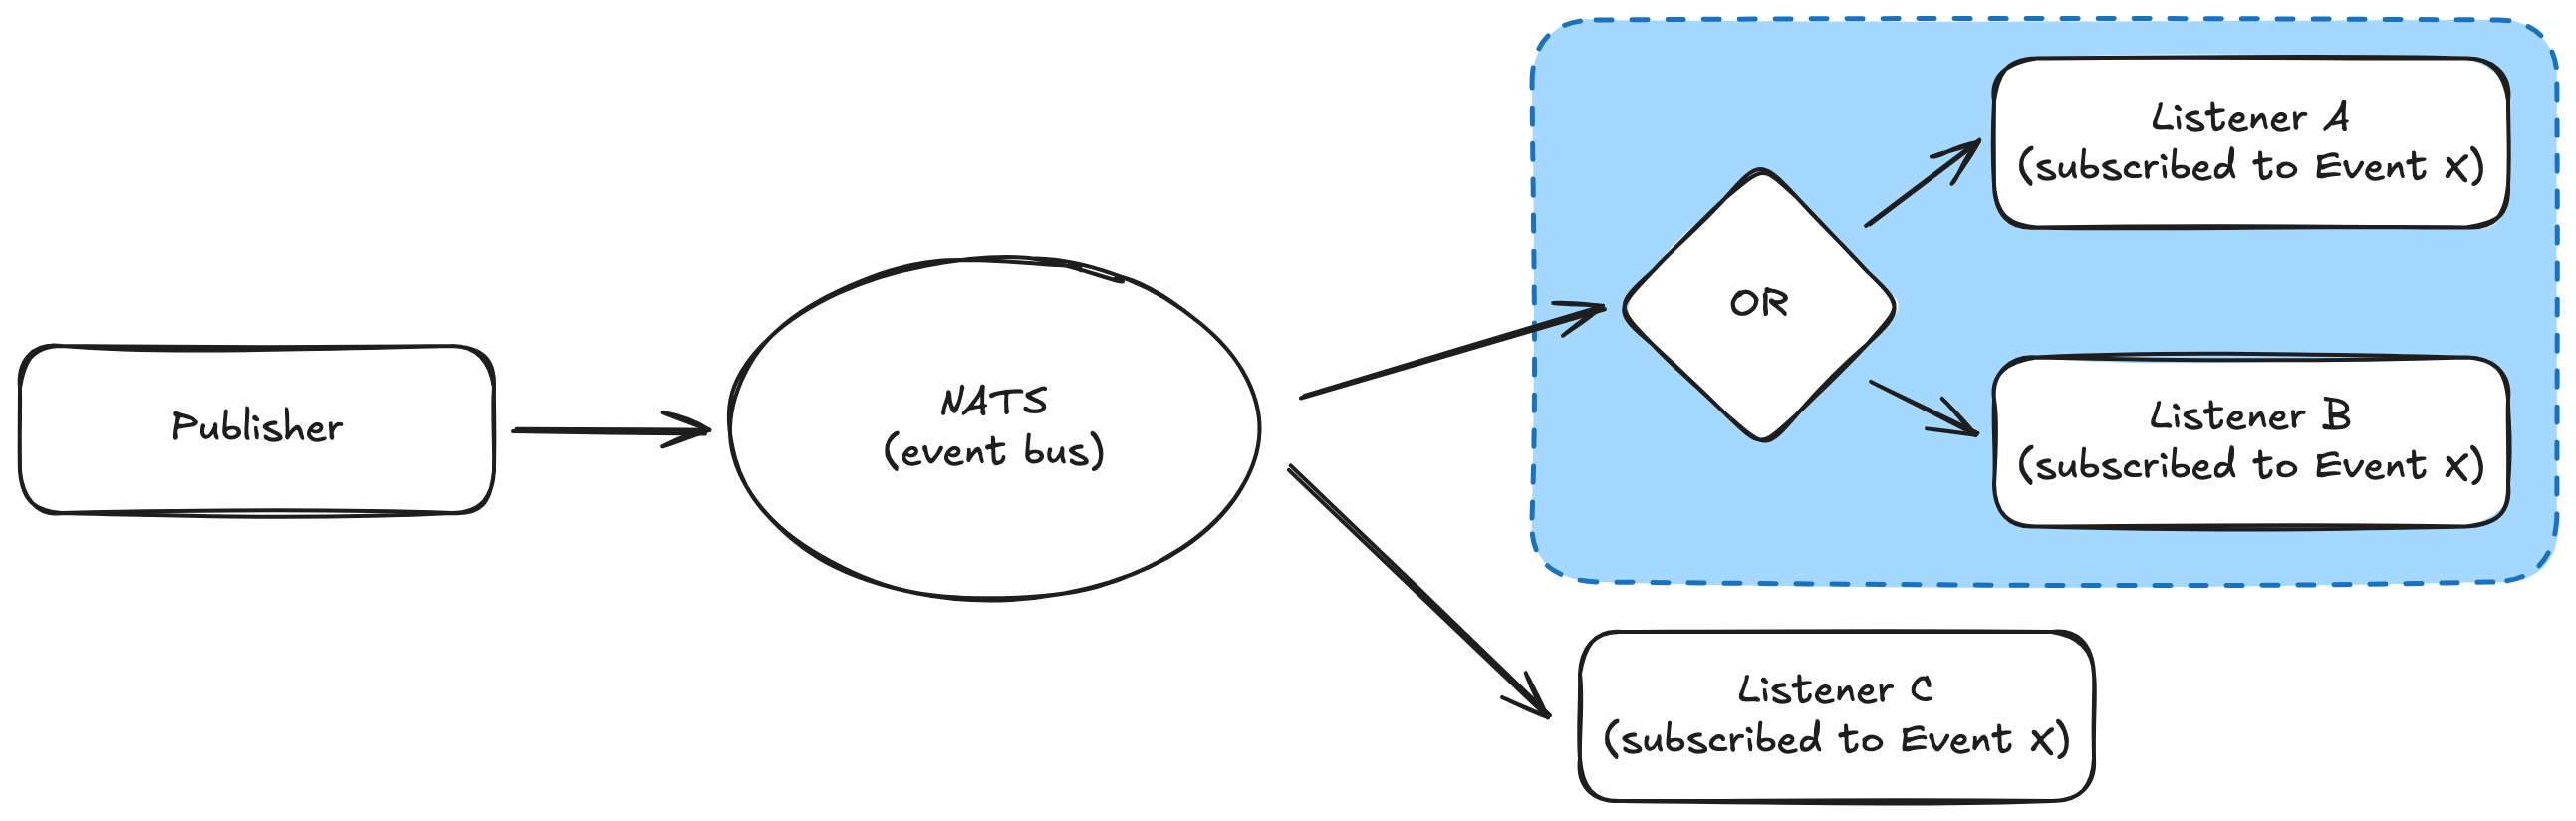 Publisher
NATS
(event bus)
OR
Listener A
(subscribed to Event X)
Listener B
(subscribed to Event X)
Listener C
(subscribed to Event X)